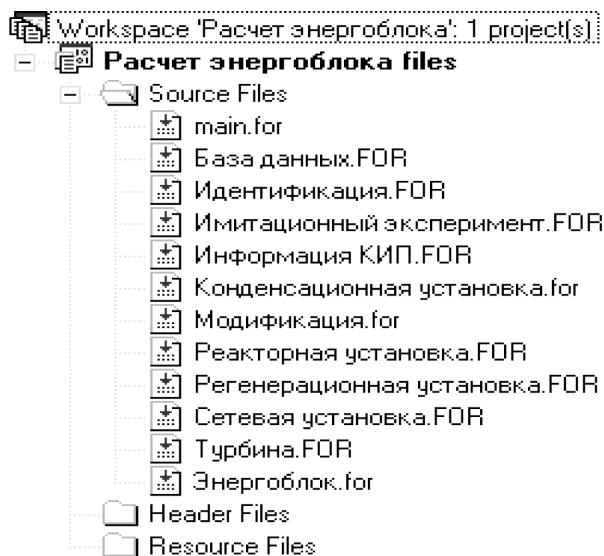 Workspace 'Расчет энергоблока': 1 project(s)
Расчет энергоблока files
Source Files
main.for
База данных.FOR
Идентификация.FOR
Имитационный эксперимент.FOR
Информация КИП.FOR
Конденсационная установка.for
Модификация.for
Реакторная установка.FOR
Регенерационная установка.FOR
Сетевая установка.FOR
Турбина.FOR
Энергоблок.for
Header Files
Resource Files